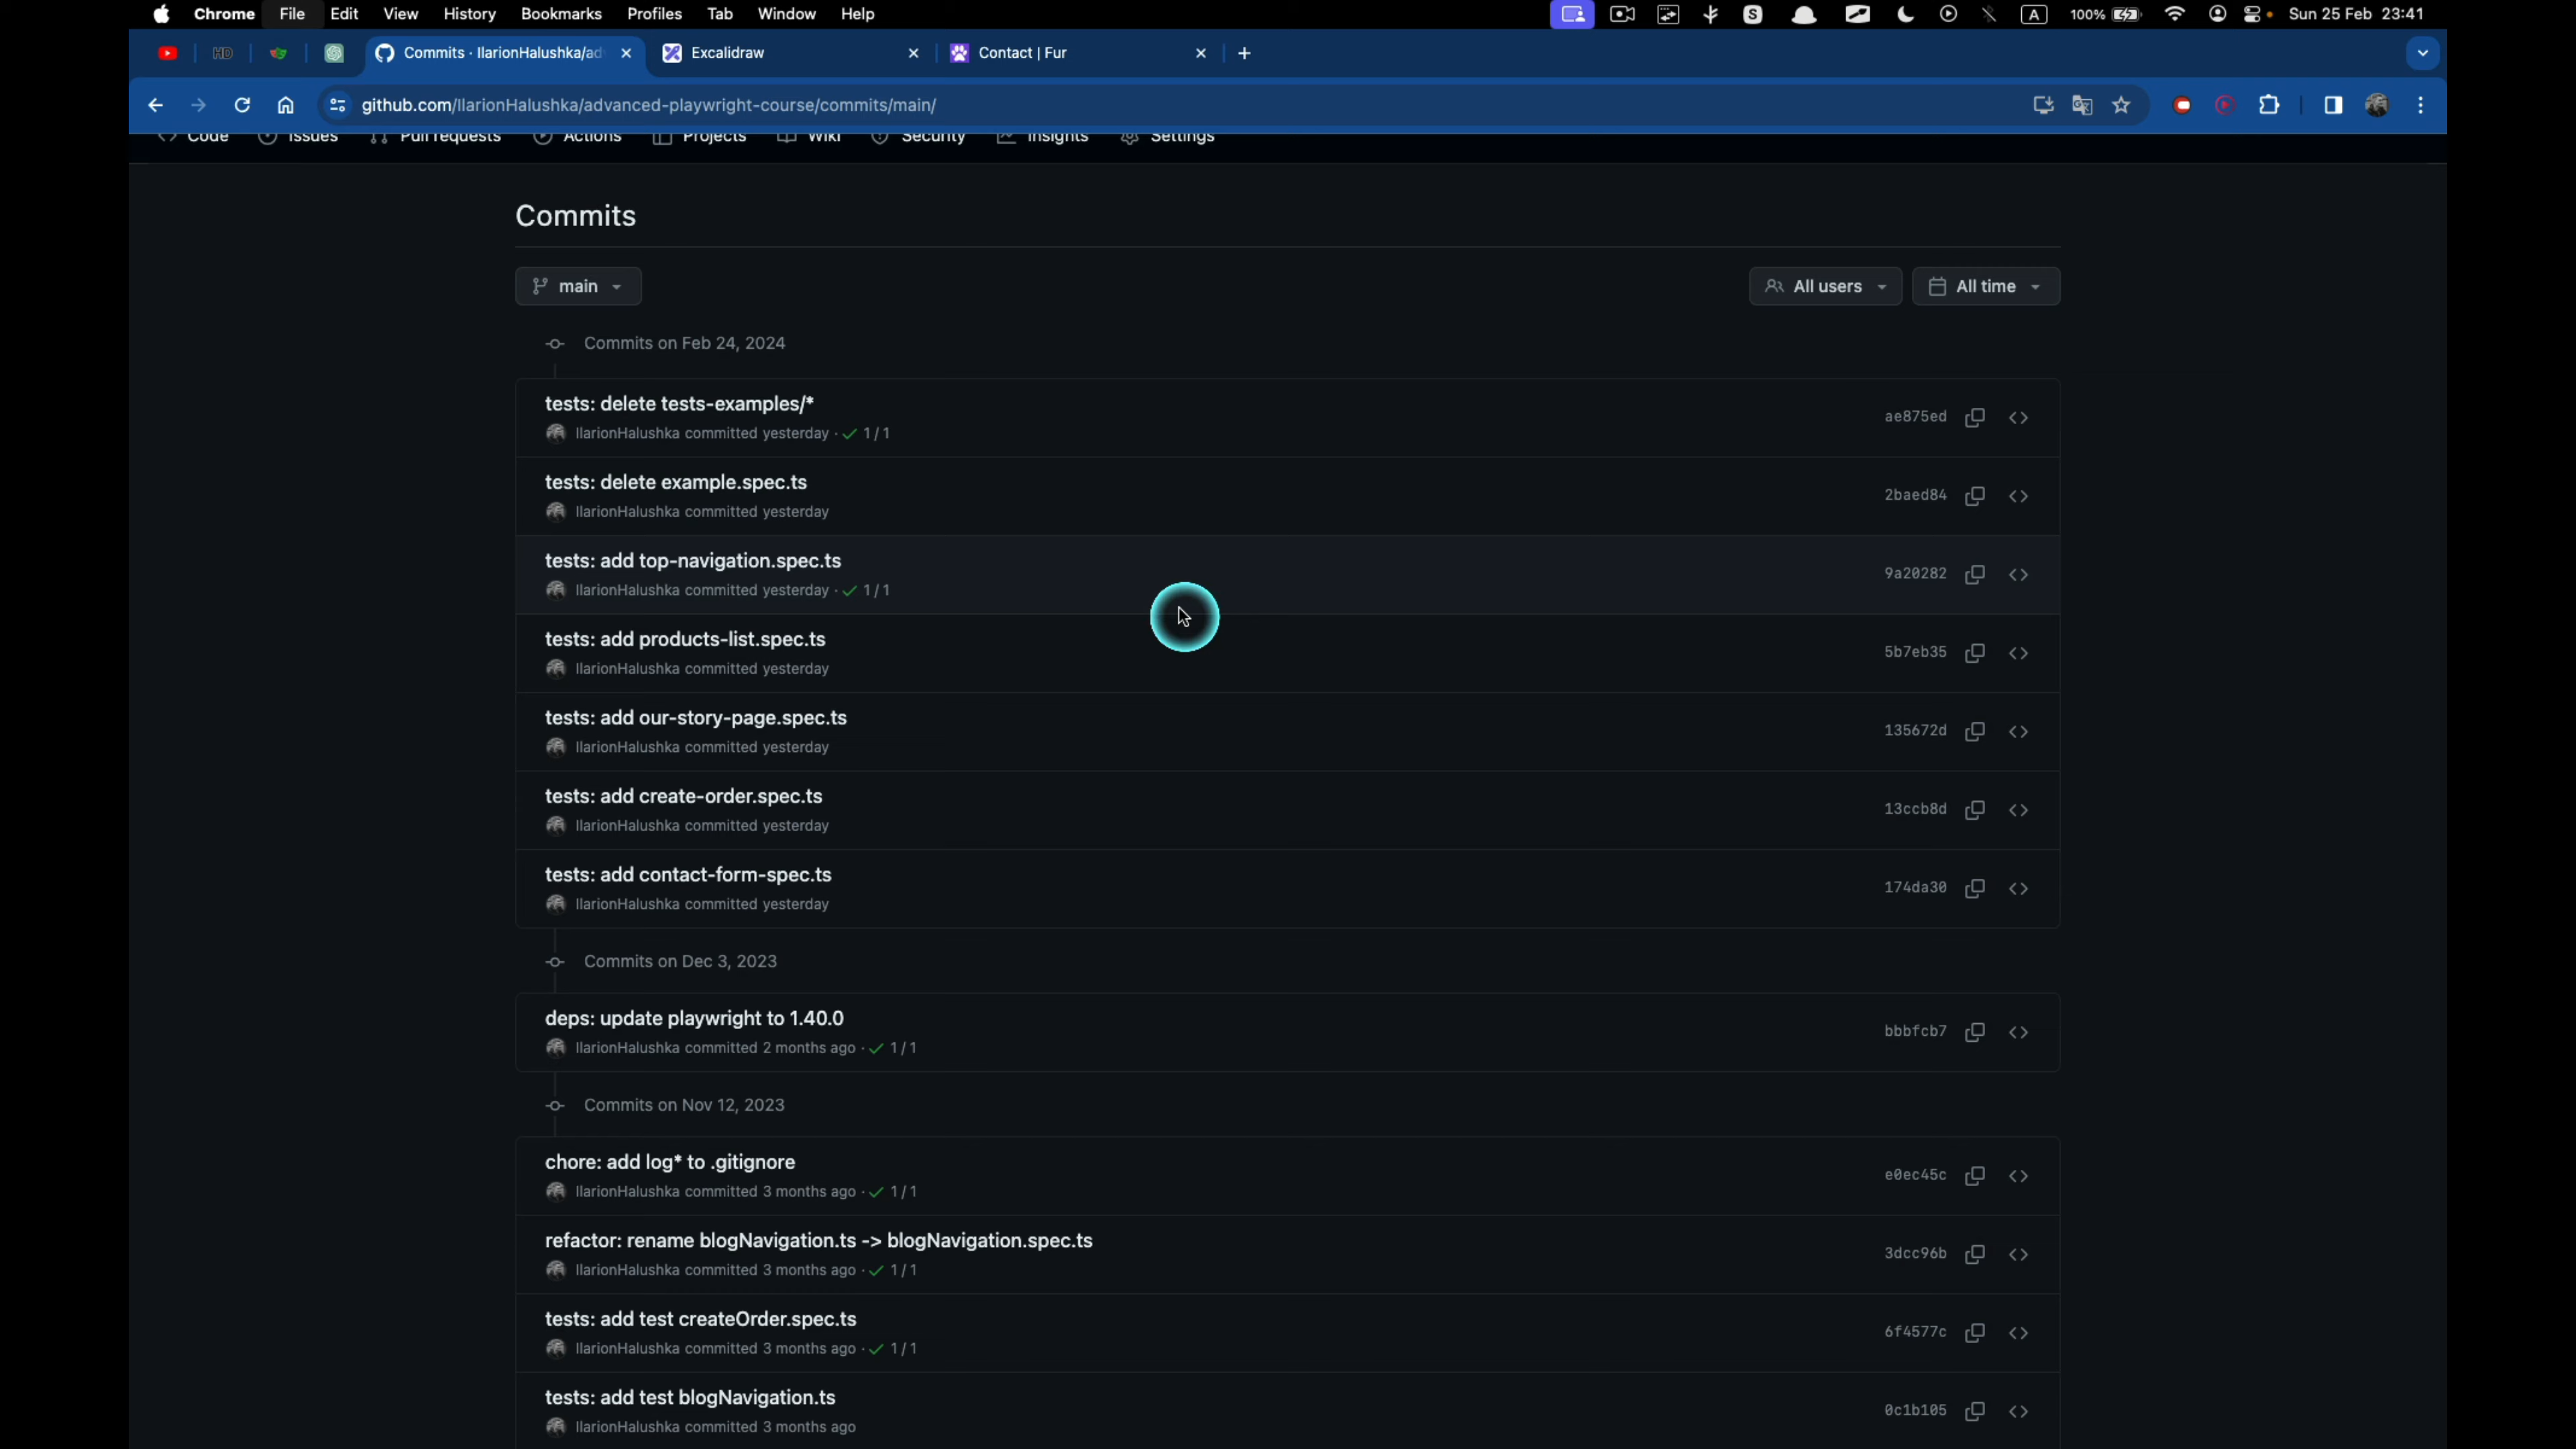 Chrome File Edit View History Bookmarks Profiles Tab Window Help
S A 100% Sun 25 Feb 23:41
HD Commits · IlarionHalushka/ad Excalidraw Contact | Fur
github.com/IlarionHalushka/advanced-playwright-course/commits/main/
Code Issues Pull requests Actions Projects Wiki Security Insights Settings
Commits
main All users All time
Commits on Feb 24, 2024
tests: delete tests-examples/*
IlarionHalushka committed yesterday · 1 / 1
ae875ed
tests: delete example.spec.ts
IlarionHalushka committed yesterday
2baed84
tests: add top-navigation.spec.ts
IlarionHalushka committed yesterday · 1 / 1
9a20282
tests: add products-list.spec.ts
IlarionHalushka committed yesterday
5b7eb35
tests: add our-story-page.spec.ts
IlarionHalushka committed yesterday
135672d
tests: add create-order.spec.ts
IlarionHalushka committed yesterday
13ccb8d
tests: add contact-form-spec.ts
IlarionHalushka committed yesterday
174da30
Commits on Dec 3, 2023
deps: update playwright to 1.40.0
IlarionHalushka committed 2 months ago · 1 / 1
bbbfcb7
Commits on Nov 12, 2023
chore: add log* to .gitignore
IlarionHalushka committed 3 months ago · 1 / 1
e0ec45c
refactor: rename blogNavigation.ts -> blogNavigation.spec.ts
IlarionHalushka committed 3 months ago · 1 / 1
3dcc96b
tests: add test createOrder.spec.ts
IlarionHalushka committed 3 months ago · 1 / 1
6f4577c
tests: add test blogNavigation.ts
IlarionHalushka committed 3 months ago
0c1b105